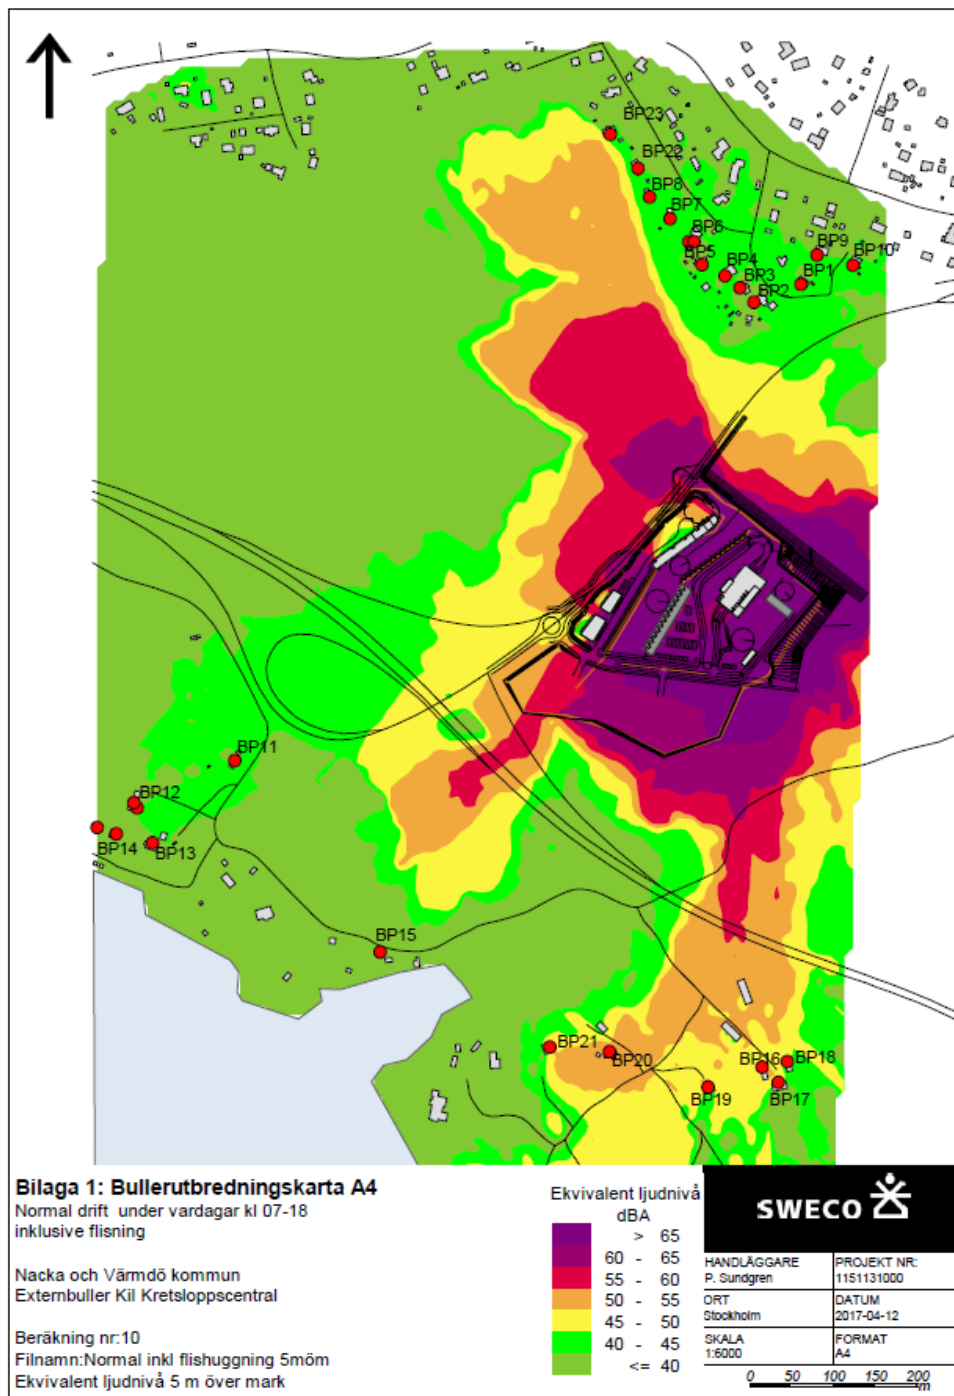 BP23
BP22
BP8
BP7
BP6
BP5
BP4
BP3
BP2
BP1
BP9
BP10
BP11
BP12
BP14
BP13
BP15
BP21
BP20
BP16
BP18
BP19
BP17
Bilaga 1: Bullerutbredningskarta A4
Normal drift under vardagar kl 07-18
inklusive flisning
Nacka och Värmdö kommun
Externbuller Kil Kretsloppscentral
Beräkning nr:10
Filnamn:Normal inkl flishuggning 5möm
Ekvivalent ljudnivå 5 m över mark
Ekvivalent ljudnivå
dBA
> 65
60 - 65
55 - 60
50 - 55
45 - 50
40 - 45
<= 40
SWECO
HANDLÄGGARE
P. Sundgren
PROJEKT NR:
1151131000
ORT
Stockholm
DATUM
2017-04-12
SKALA
1:6000
FORMAT
A4
0 50 100 150 200
m